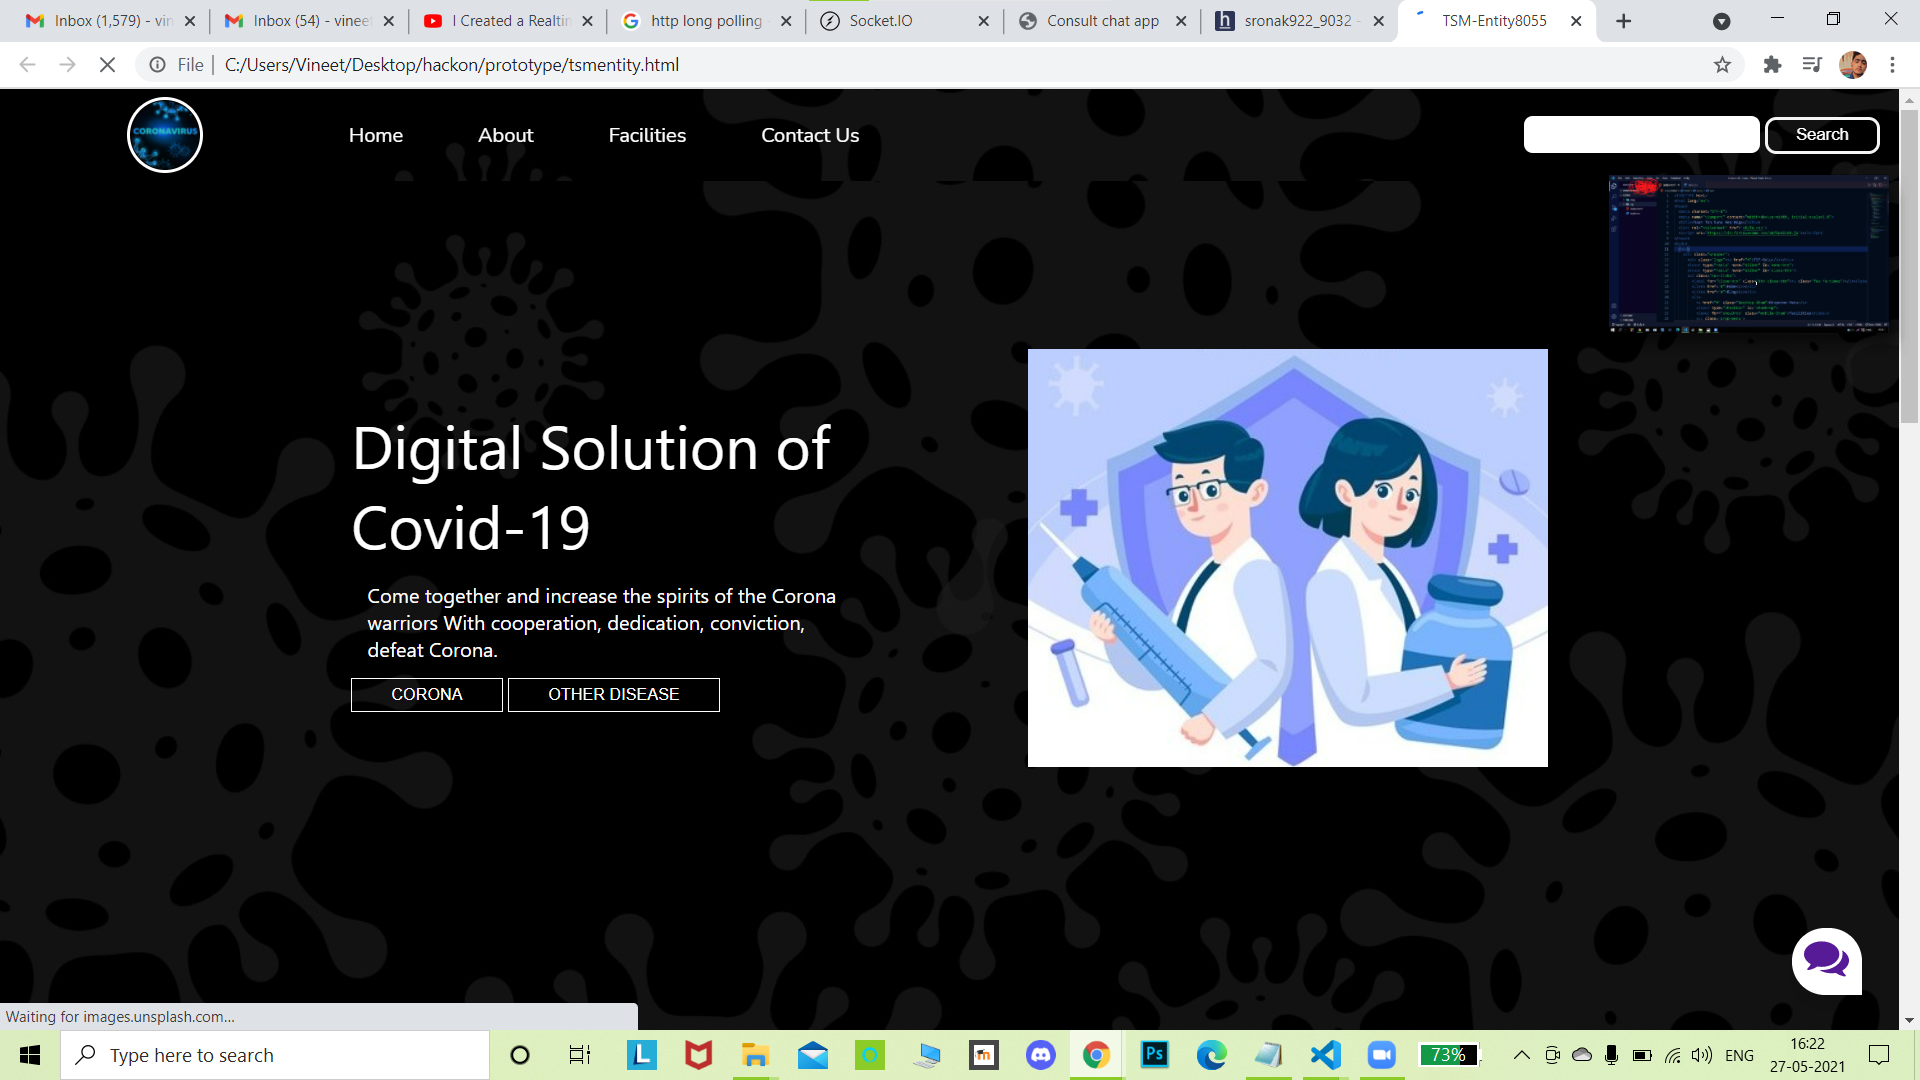 Inbox (1,579) - vin
Inbox (54) - vineet
I Created a Realtim
http long polling -
Socket.IO
Consult chat app
sronak922_9032 -
TSM-Entity8055
File
C:/Users/Vineet/Desktop/hackon/prototype/tsmentity.html
CORONAVIRUS
Home
About
Facilities
Contact Us
Search
Digital Solution of
Covid-19
Come together and increase the spirits of the Corona
warriors With cooperation, dedication, conviction,
defeat Corona.
CORONA
OTHER DISEASE
Waiting for images.unsplash.com...
Type here to search
L
m
Ps
73%
ENG
16:22
27-05-2021